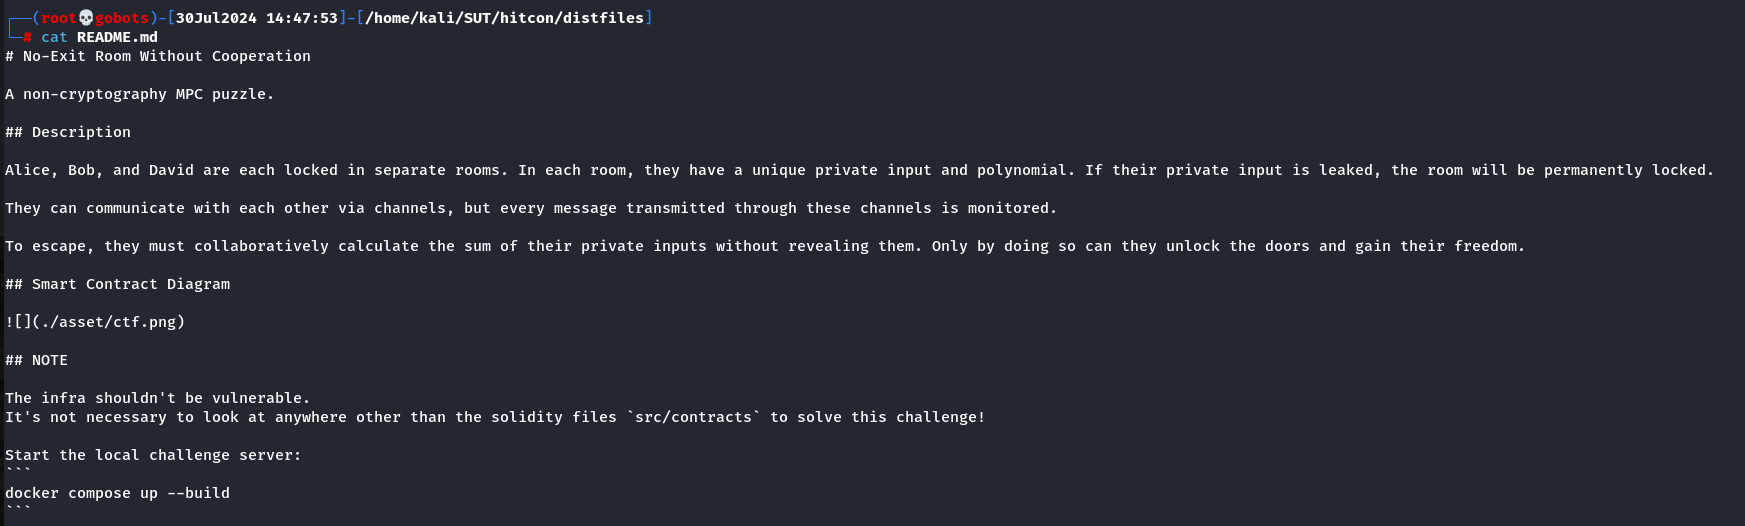 ┌──(root💀gobots)-[30Jul2024 14:47:53]-[/home/kali/SUT/hitcon/distfiles]
└─# cat README.md
# No-Exit Room Without Cooperation
A non-cryptography MPC puzzle.
## Description
Alice, Bob, and David are each locked in separate rooms. In each room, they have a unique private input and polynomial. If their private input is leaked, the room will be permanently locked.
They can communicate with each other via channels, but every message transmitted through these channels is monitored.
To escape, they must collaboratively calculate the sum of their private inputs without revealing them. Only by doing so can they unlock the doors and gain their freedom.
## Smart Contract Diagram
![](./asset/ctf.png)
## NOTE
The infra shouldn't be vulnerable.
It's not necessary to look at anywhere other than the solidity files `src/contracts` to solve this challenge!
Start the local challenge server:
```
docker compose up --build
```